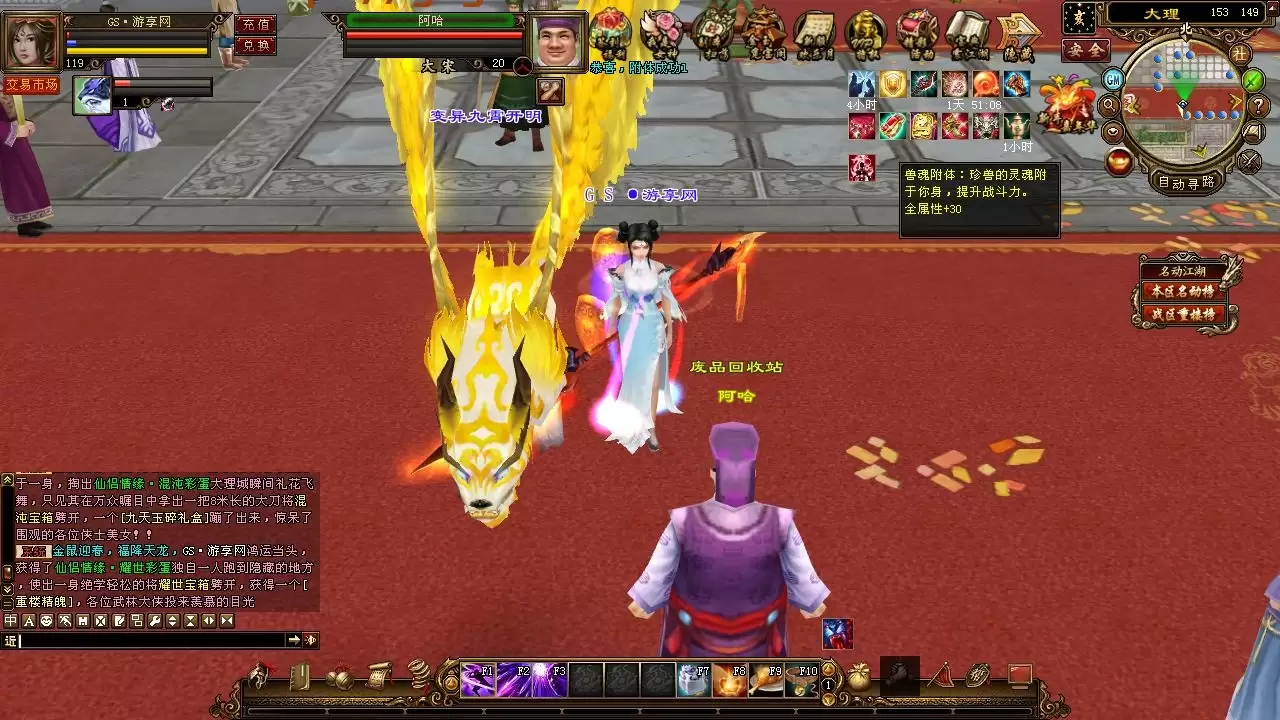 GS·游享网
充值
兑换
119
交易市场
1
阿哈
大宋
20
恭喜，附体成功1
隐藏
4小时
1天
51:08
1小时
兽魂附体：珍兽的灵魂附
于你身，提升战斗力。
全属性+30
亥
大理
153 149
北
安全
社
GM
?
自动寻路
名动江湖
本区名动榜
战区重楼榜
变异九霄开明
GS●游享网
废品回收站
阿哈
于一身，掏出仙侣情缘·混沌彩蛋大理城瞬间礼花飞
舞，只见其在万众瞩目中拿出一把8米长的大刀将混
沌宝箱劈开，一个[九天玉碎礼盒]蹦了出来，惊呆了
围观的各位侠士美女！！
金鼠迎春，福降天龙，GS·游享网鸿运当头，
获得了仙侣情缘·耀世彩蛋独自一人跑到隐藏的地方
，使出一身绝学轻松的将耀世宝箱劈开，获得一个[
重楼精魄]，各位武林大侠投来羡慕的目光
中 A
近
F1 F2 F3 F7 F8 F9 F10
1